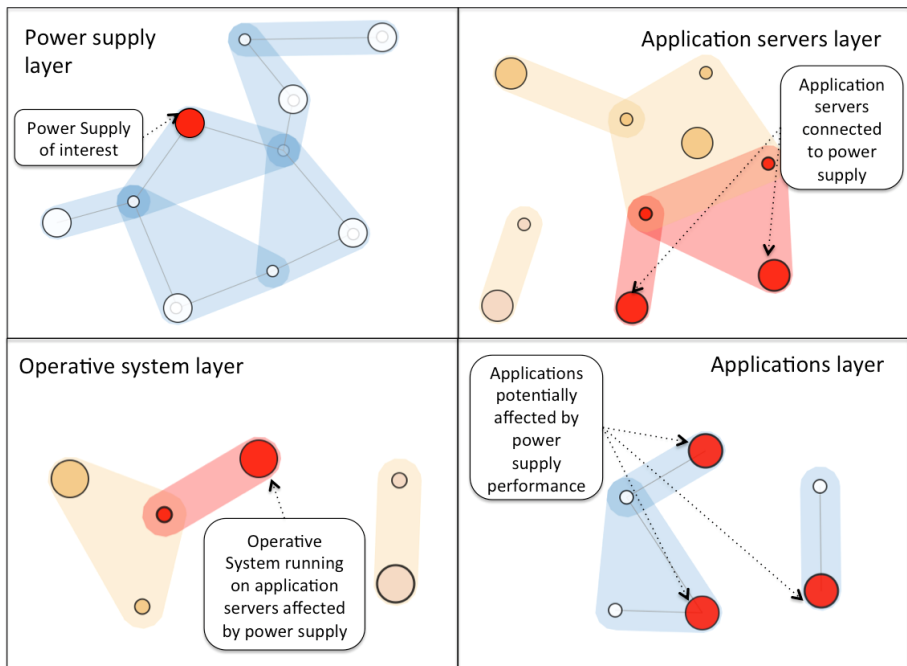 Power supply
layer
Power Supply
of interest
Application servers layer
Application
servers
connected
to power
supply
Operative system layer
Operative
System running
on application
servers affected
by power supply
Applications layer
Applications
potentially
affected by
power
supply
performance